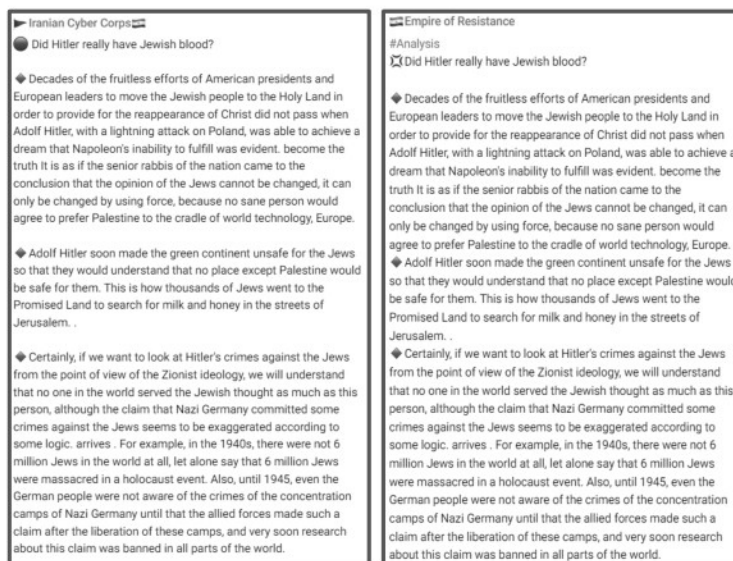 Iranian Cyber Corps
Did Hitler really have Jewish blood?
Decades of the fruitless efforts of American presidents and
European leaders to move the Jewish people to the Holy Land in
order to provide for the reappearance of Christ did not pass when
Adolf Hitler, with a lightning attack on Poland, was able to achieve a
dream that Napoleon's inability to fulfill was evident. become the
truth It is as if the senior rabbis of the nation came to the
conclusion that the opinion of the Jews cannot be changed, it can
only be changed by using force, because no sane person would
agree to prefer Palestine to the cradle of world technology, Europe.
Adolf Hitler soon made the green continent unsafe for the Jews
so that they would understand that no place except Palestine would
be safe for them. This is how thousands of Jews went to the
Promised Land to search for milk and honey in the streets of
Jerusalem. .
Certainly, if we want to look at Hitler's crimes against the Jews
from the point of view of the Zionist ideology, we will understand
that no one in the world served the Jewish thought as much as this
person, although the claim that Nazi Germany committed some
crimes against the Jews seems to be exaggerated according to
some logic. arrives . For example, in the 1940s, there were not 6
million Jews in the world at all, let alone say that 6 million Jews
were massacred in a holocaust event. Also, until 1945, even the
German people were not aware of the crimes of the concentration
camps of Nazi Germany until that the allied forces made such a
claim after the liberation of these camps, and very soon research
about this claim was banned in all parts of the world.
Empire of Resistance
#Analysis
Did Hitler really have Jewish blood?
Decades of the fruitless efforts of American presidents and
European leaders to move the Jewish people to the Holy Land in
order to provide for the reappearance of Christ did not pass when
Adolf Hitler, with a lightning attack on Poland, was able to achieve a
dream that Napoleon's inability to fulfill was evident. become the
truth It is as if the senior rabbis of the nation came to the
conclusion that the opinion of the Jews cannot be changed, it can
only be changed by using force, because no sane person would
agree to prefer Palestine to the cradle of world technology, Europe.
Adolf Hitler soon made the green continent unsafe for the Jews
so that they would understand that no place except Palestine would
be safe for them. This is how thousands of Jews went to the
Promised Land to search for milk and honey in the streets of
Jerusalem. .
Certainly, if we want to look at Hitler's crimes against the Jews
from the point of view of the Zionist ideology, we will understand
that no one in the world served the Jewish thought as much as this
person, although the claim that Nazi Germany committed some
crimes against the Jews seems to be exaggerated according to
some logic. arrives . For example, in the 1940s, there were not 6
million Jews in the world at all, let alone say that 6 million Jews
were massacred in a holocaust event. Also, until 1945, even the
German people were not aware of the crimes of the concentration
camps of Nazi Germany until that the allied forces made such a
claim after the liberation of these camps, and very soon research
about this claim was banned in all parts of the world.